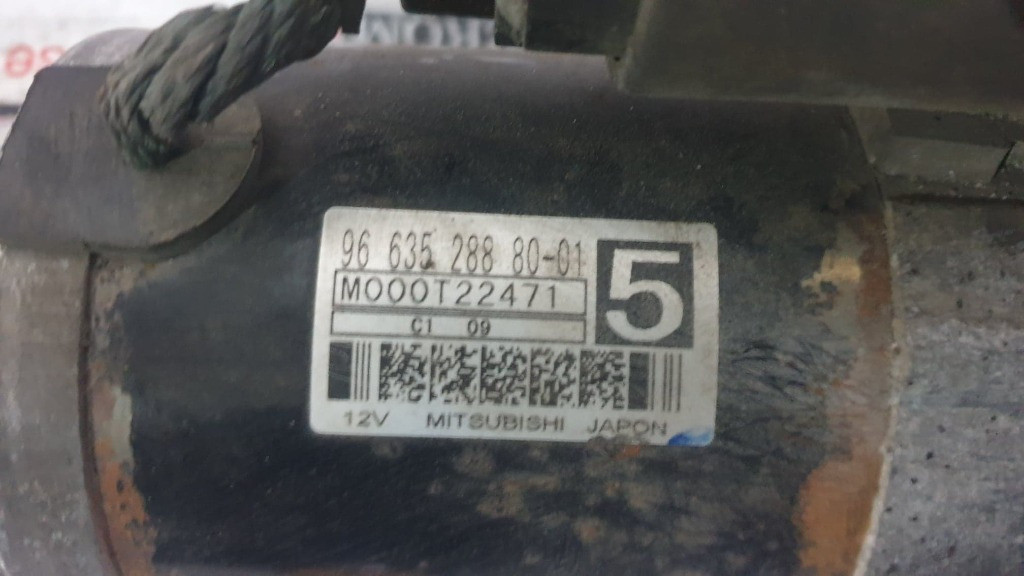 96 635 288 80-01
5
M000T22471
C1 09
12V MITSUBISHI JAPON